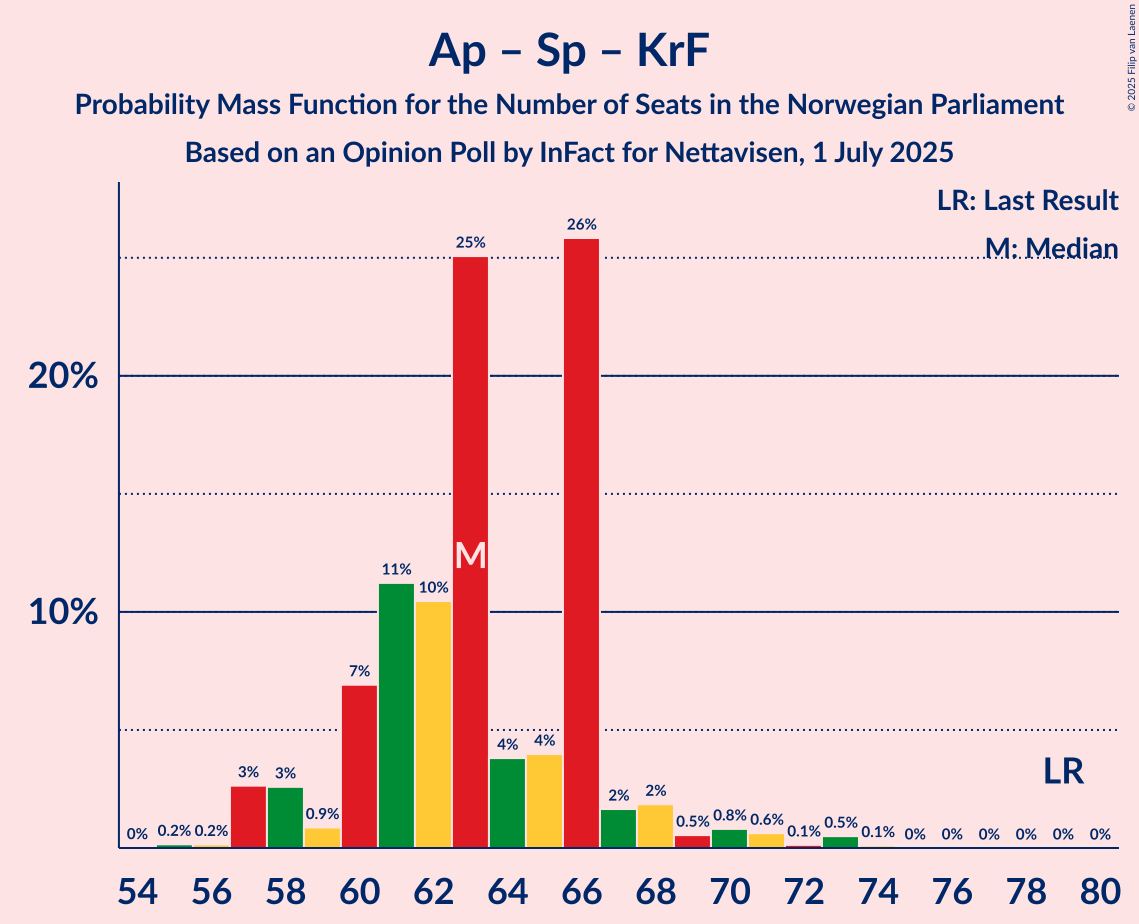 Ap – Sp – KrF
Probability Mass Function for the Number of Seats in the Norwegian Parliament
Based on an Opinion Poll by InFact for Nettavisen, 1 July 2025
© 2025 Filip van Laenen
LR: Last Result
M: Median
20%
10%
0% 0.2% 0.2% 3% 3% 0.9% 7% 11% 10% 25% 4% 4% 26% 2% 2% 0.5% 0.8% 0.6% 0.1% 0.5% 0.1% 0% 0% 0% 0% 0% 0%
M
LR
54 56 58 60 62 64 66 68 70 72 74 76 78 80